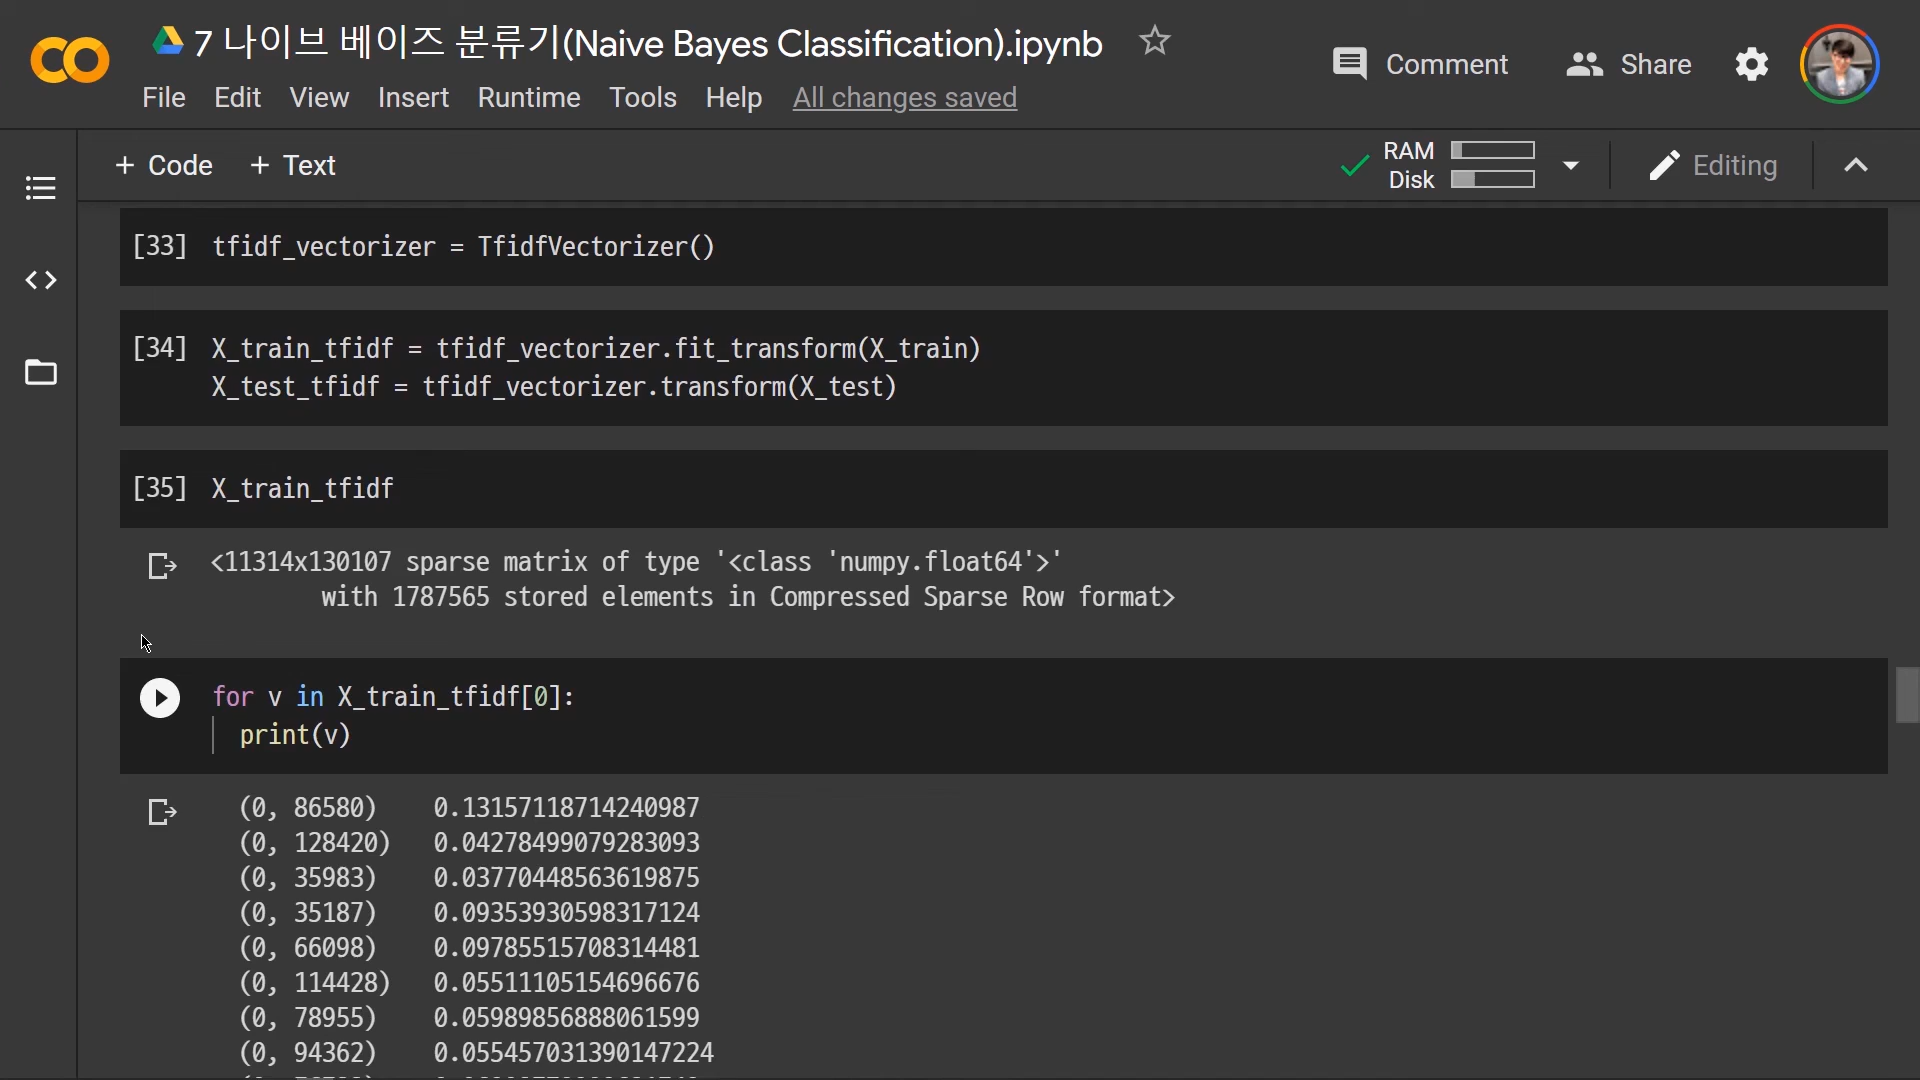 7 나이브 베이즈 분류기(Naive Bayes Classification).ipynb
Comment
Share
File Edit View Insert Runtime Tools Help All changes saved
+ Code + Text
RAM
Disk
Editing
[33] tfidf_vectorizer = TfidfVectorizer()
[34] X_train_tfidf = tfidf_vectorizer.fit_transform(X_train)
X_test_tfidf = tfidf_vectorizer.transform(X_test)
[35] X_train_tfidf
<11314x130107 sparse matrix of type '<class 'numpy.float64'>'
with 1787565 stored elements in Compressed Sparse Row format>
for v in X_train_tfidf[0]:
print(v)
(0, 86580) 0.13157118714240987
(0, 128420) 0.04278499079283093
(0, 35983) 0.03770448563619875
(0, 35187) 0.09353930598317124
(0, 66098) 0.09785515708314481
(0, 114428) 0.05511105154696676
(0, 78955) 0.05989856888061599
(0, 94362) 0.055457031390147224